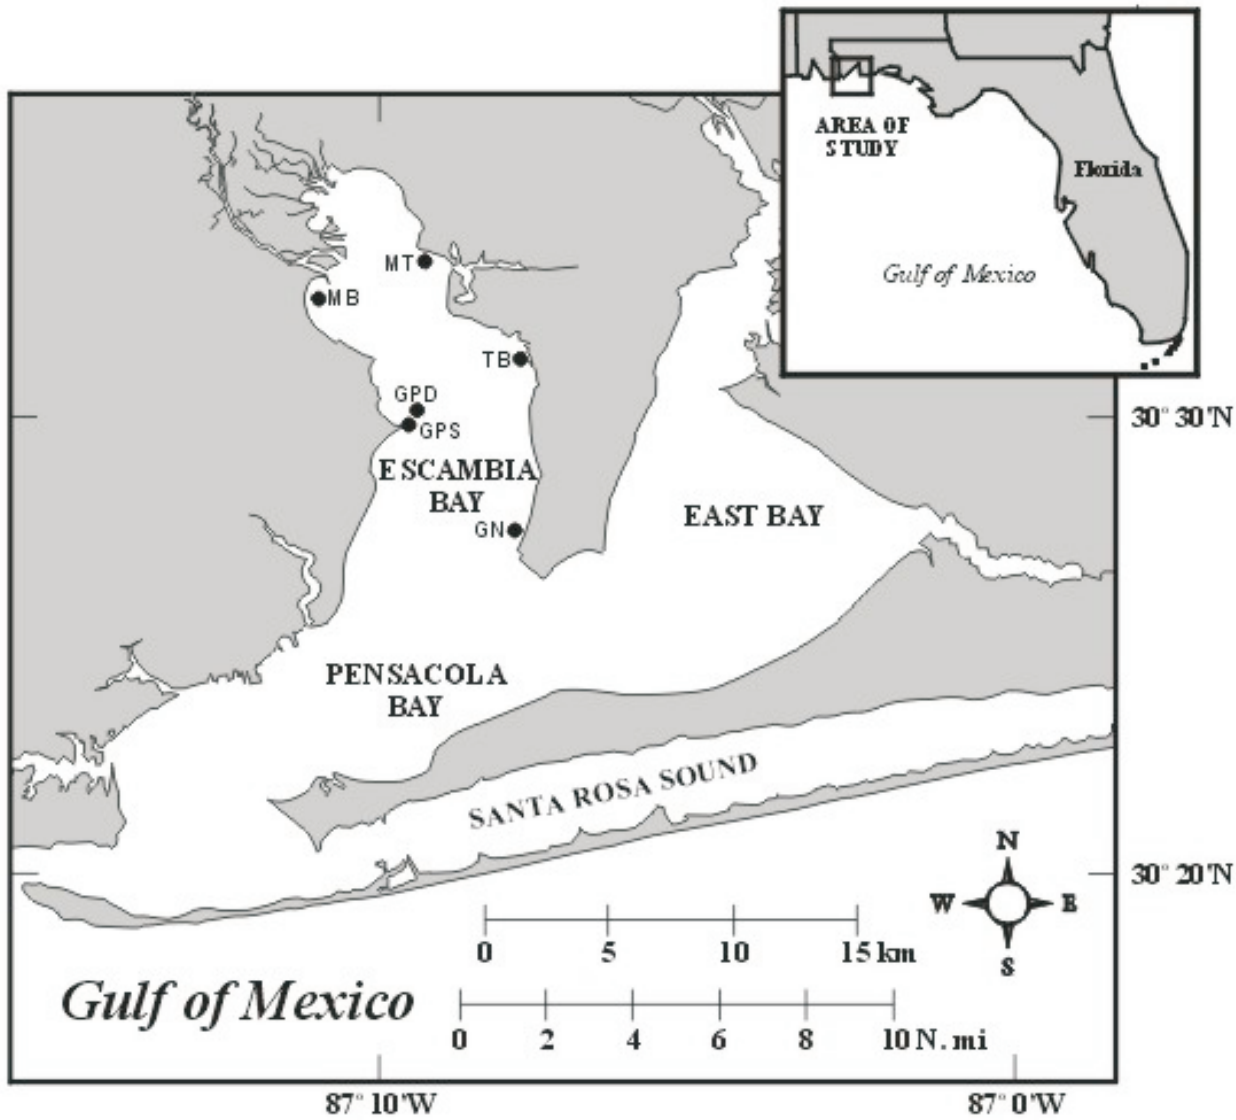 AREA OF
STUDY
Florida
Gulf of Mexico
MT
MB
TB
GPD
GPS
30° 30'N
ESCAMBIA
BAY
EAST BAY
GN
PENSACOLA
BAY
SANTA ROSA SOUND
N
30° 20'N
W E
S
0 5 10 15 km
Gulf of Mexico
0 2 4 6 8 10 N. mi
87° 10'W 87° 0'W